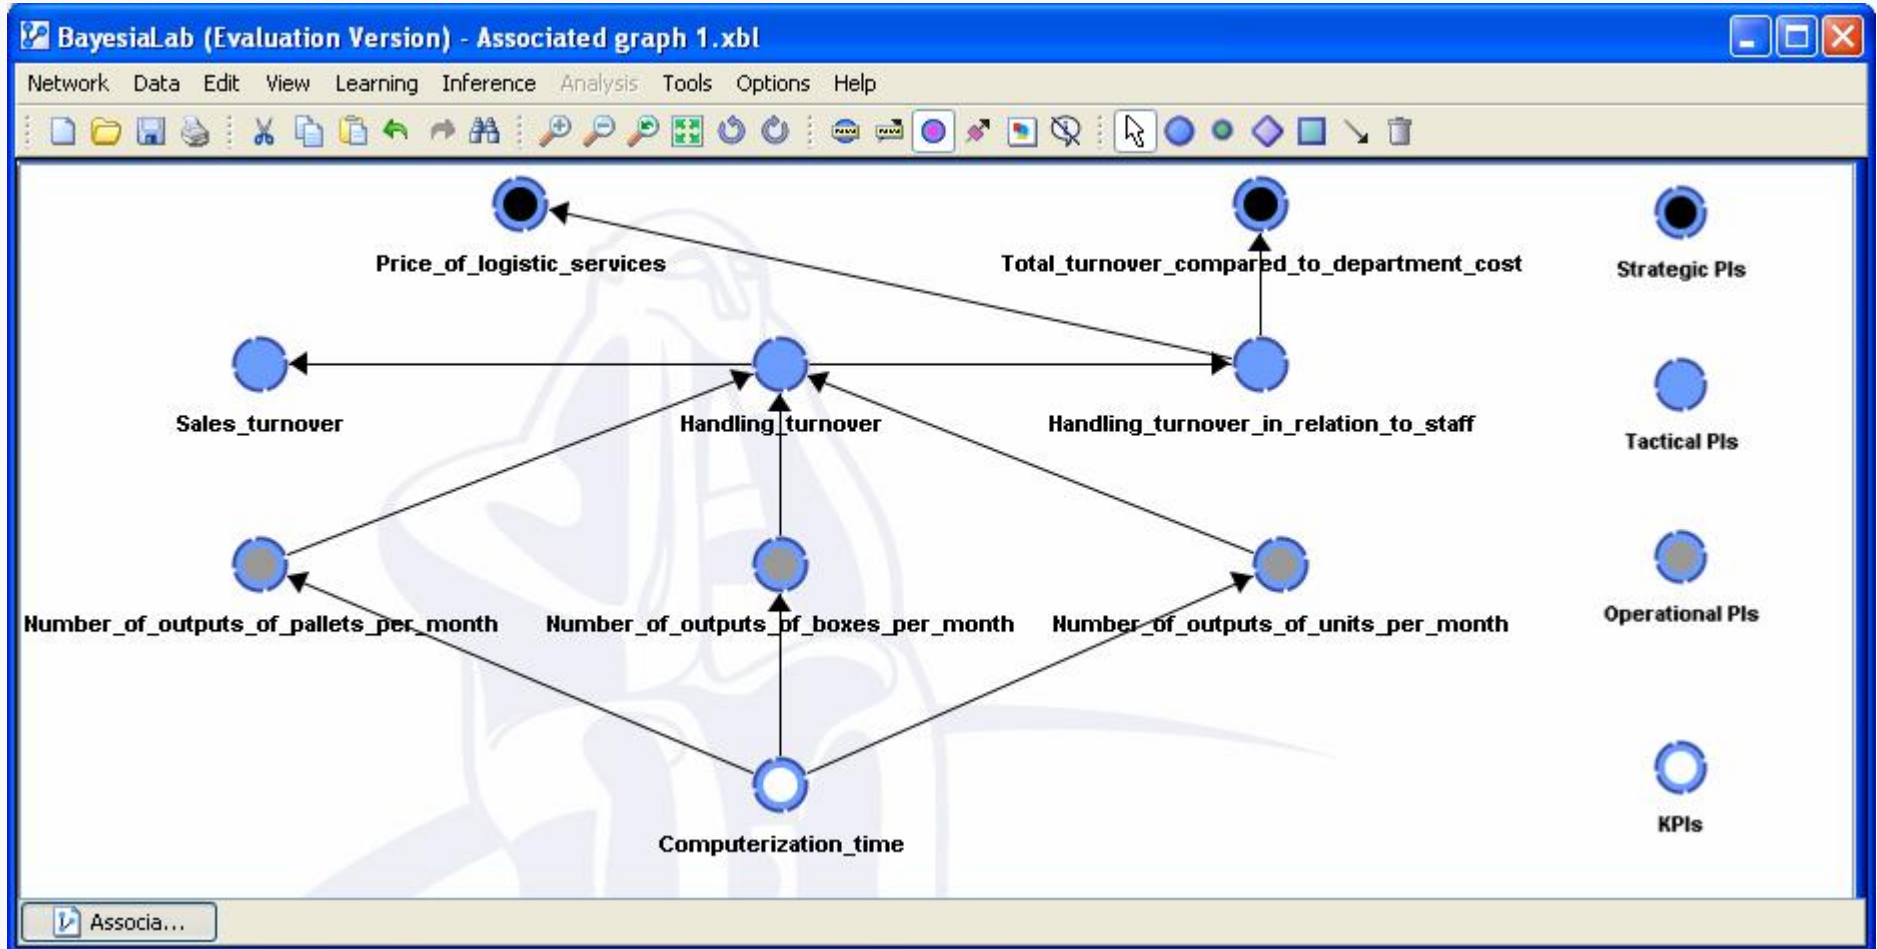 BayesiaLab (Evaluation Version) - Associated graph 1.xbl
Network Data Edit View Learning Inference Analysis Tools Options Help
Price_of_logistic_services
Total_turnover_compared_to_department_cost
Strategic PIs
Sales_turnover
Handling_turnover
Handling_turnover_in_relation_to_staff
Tactical PIs
Number_of_outputs_of_pallets_per_month
Number_of_outputs_of_boxes_per_month
Number_of_outputs_of_units_per_month
Operational PIs
Computerization_time
KPIs
Associa...